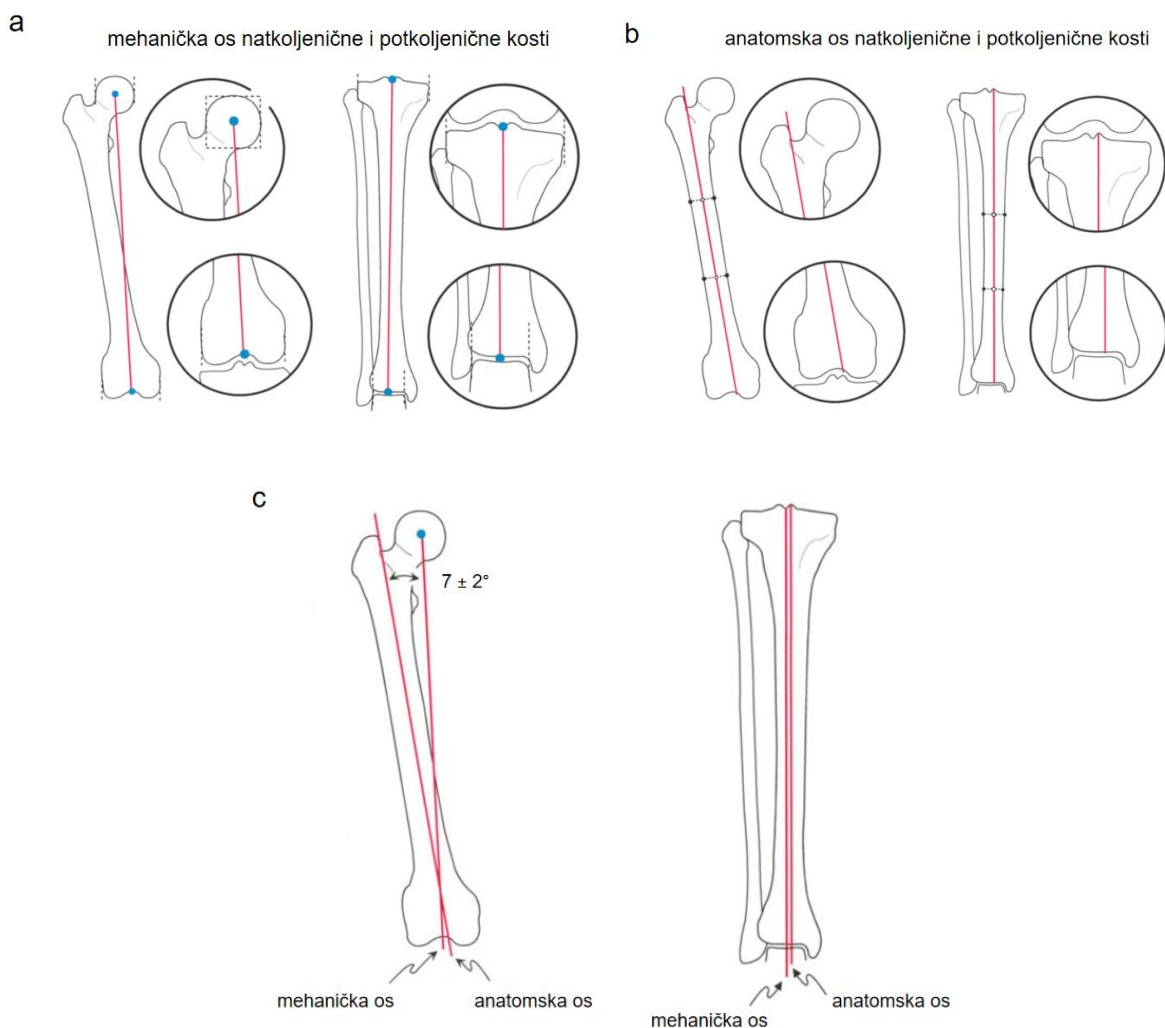 a
mehanička os natkoljenične i potkoljenične kosti
b
anatomska os natkoljenične i potkoljenične kosti
c
7 ± 2°
mehanička os
anatomska os
mehanička os
anatomska os